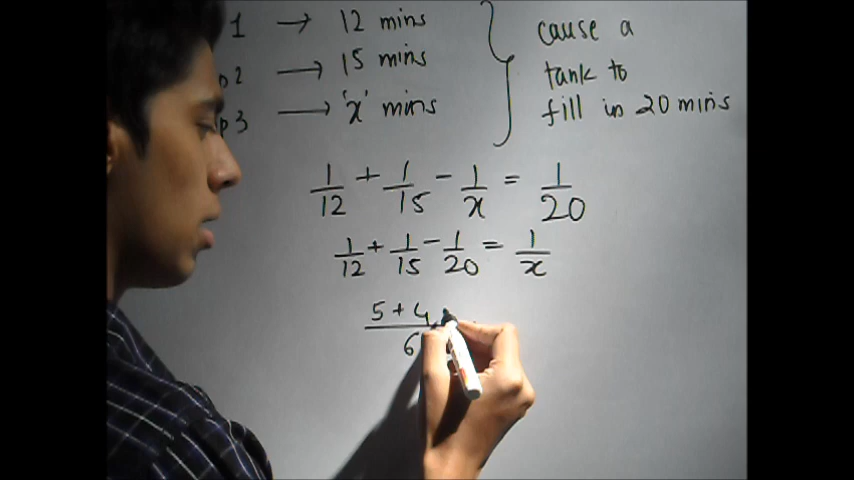 1 → 12 mins
2 → 15 mins
p3 → 'x' mins
cause a
tank to
fill in 20 mins
1/12 + 1/15 - 1/x = 1/20
1/12 + 1/15 - 1/20 = 1/x
5 + 4
6